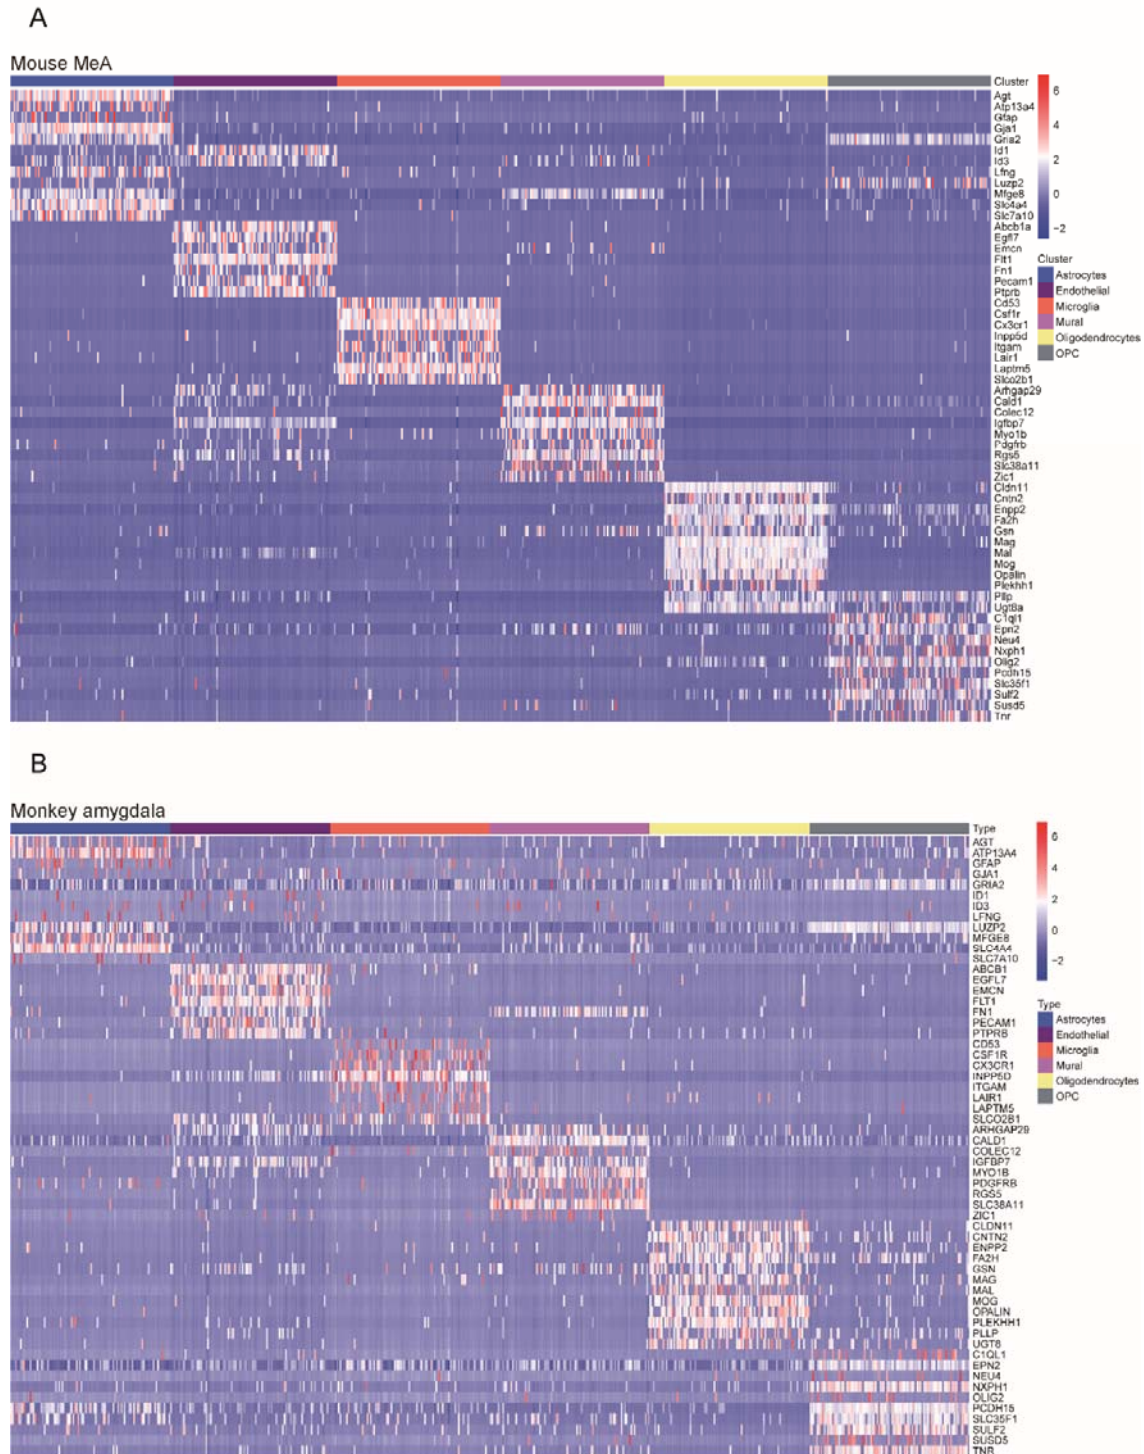 A
Mouse MeA
Cluster
Agt
Atp13a4
Gfap
Gja1
Gria2
Id1
Id3
Lfng
Luzp2
Mfge8
Slc4a4
Slc7a10
Abcb1a
Egfl7
Emcn
Flt1
Fn1
Pecam1
Ptprb
Cd53
Csf1r
Cx3cr1
Inpp5d
Itgam
Lair1
Laptm5
Slco2b1
Arhgap29
Cald1
Colec12
Igfbp7
Myo1b
Pdgfrb
Rgs5
Slc38a11
Zic1
Cldn11
Cntn2
Enpp2
Fa2h
Gsn
Mag
Mal
Mog
Opalin
Plekhh1
Pllp
Ugt8a
C1ql1
Epn2
Neu4
Nxph1
Olig2
Pcdh15
Slc35f1
Sulf2
Susd5
Tnr
6
4
2
0
−2
Cluster
Astrocytes
Endothelial
Microglia
Mural
Oligodendrocytes
OPC
B
Monkey amygdala
Type
AGT
ATP13A4
GFAP
GJA1
GRIA2
ID1
ID3
LFNG
LUZP2
MFGE8
SLC4A4
SLC7A10
ABCB1
EGFL7
EMCN
FLT1
FN1
PECAM1
PTPRB
CD53
CSF1R
CX3CR1
INPP5D
ITGAM
LAIR1
LAPTM5
SLCO2B1
ARHGAP29
CALD1
COLEC12
IGFBP7
MYO1B
PDGFRB
RGS5
SLC38A11
ZIC1
CLDN11
CNTN2
ENPP2
FA2H
GSN
MAG
MAL
MOG
OPALIN
PLEKHH1
PLLP
UGT8
C1QL1
EPN2
NEU4
NXPH1
OLIG2
PCDH15
SLC35F1
SULF2
SUSD5
TNR
6
4
2
0
−2
Type
Astrocytes
Endothelial
Microglia
Mural
Oligodendrocytes
OPC